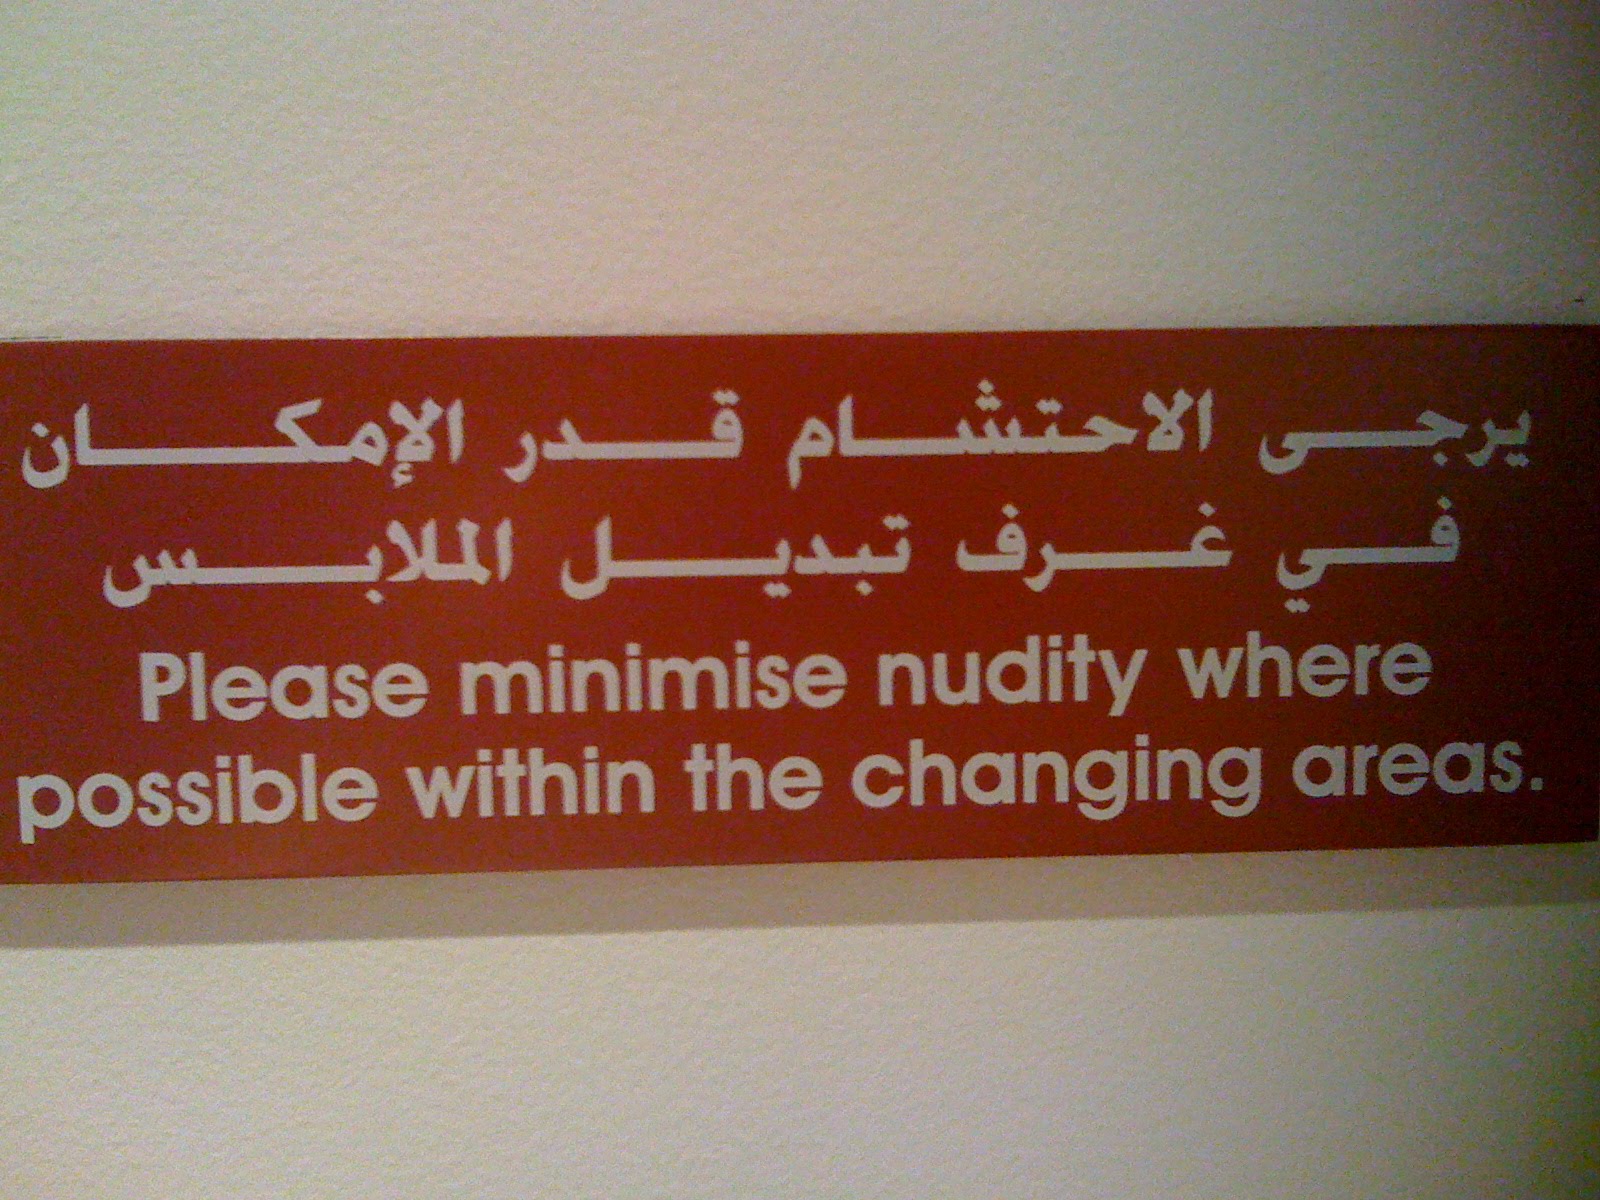 يرجى الاحتشام قدر الإمكان
في غرف تبديل الملابس
Please minimise nudity where
possible within the changing areas.